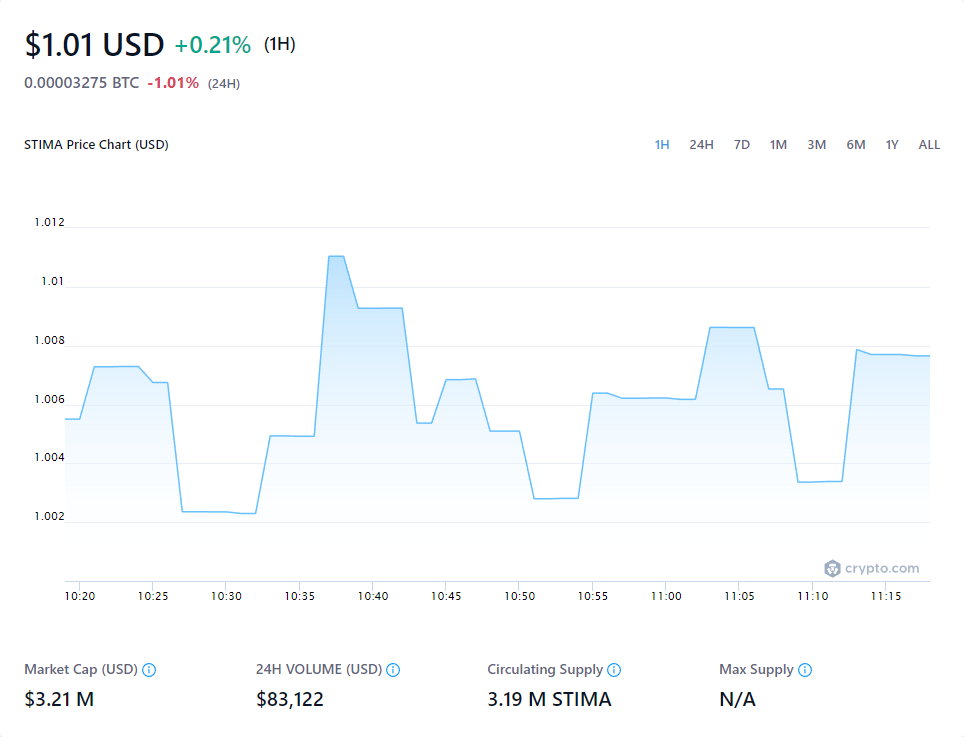 $1.01 USD +0.21% (1H)
0.00003275 BTC -1.01% (24H)
STIMA Price Chart (USD) 1H 24H 7D 1M 3M 6M 1Y ALL
1.012
1.01
1.008
1.006
1.004
1.002
crypto.com
10:20 10:25 10:30 10:35 10:40 10:45 10:50 10:55 11:00 11:05 11:10 11:15
Market Cap (USD) 24H VOLUME (USD) Circulating Supply Max Supply
$3.21 M $83,122 3.19 M STIMA N/A